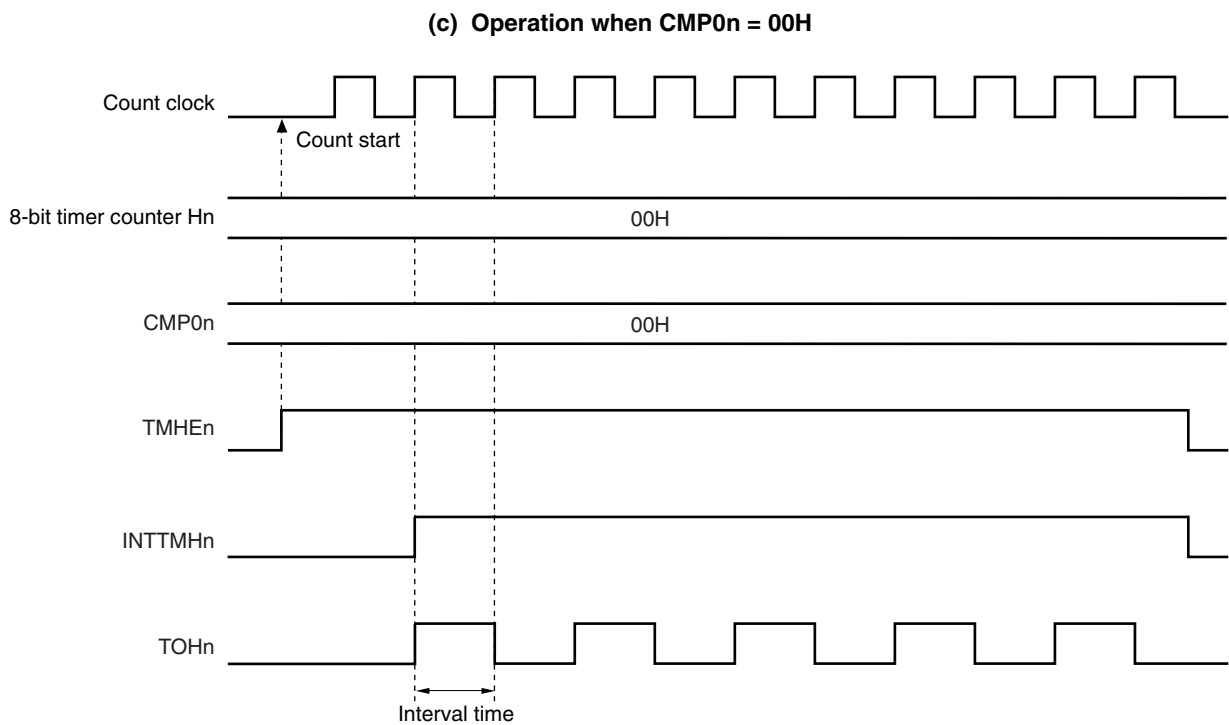 (c) Operation when CMP0n = 00H
Count clock
Count start
8-bit timer counter Hn
00H
CMP0n
00H
TMHEn
INTTMHn
TOHn
Interval time